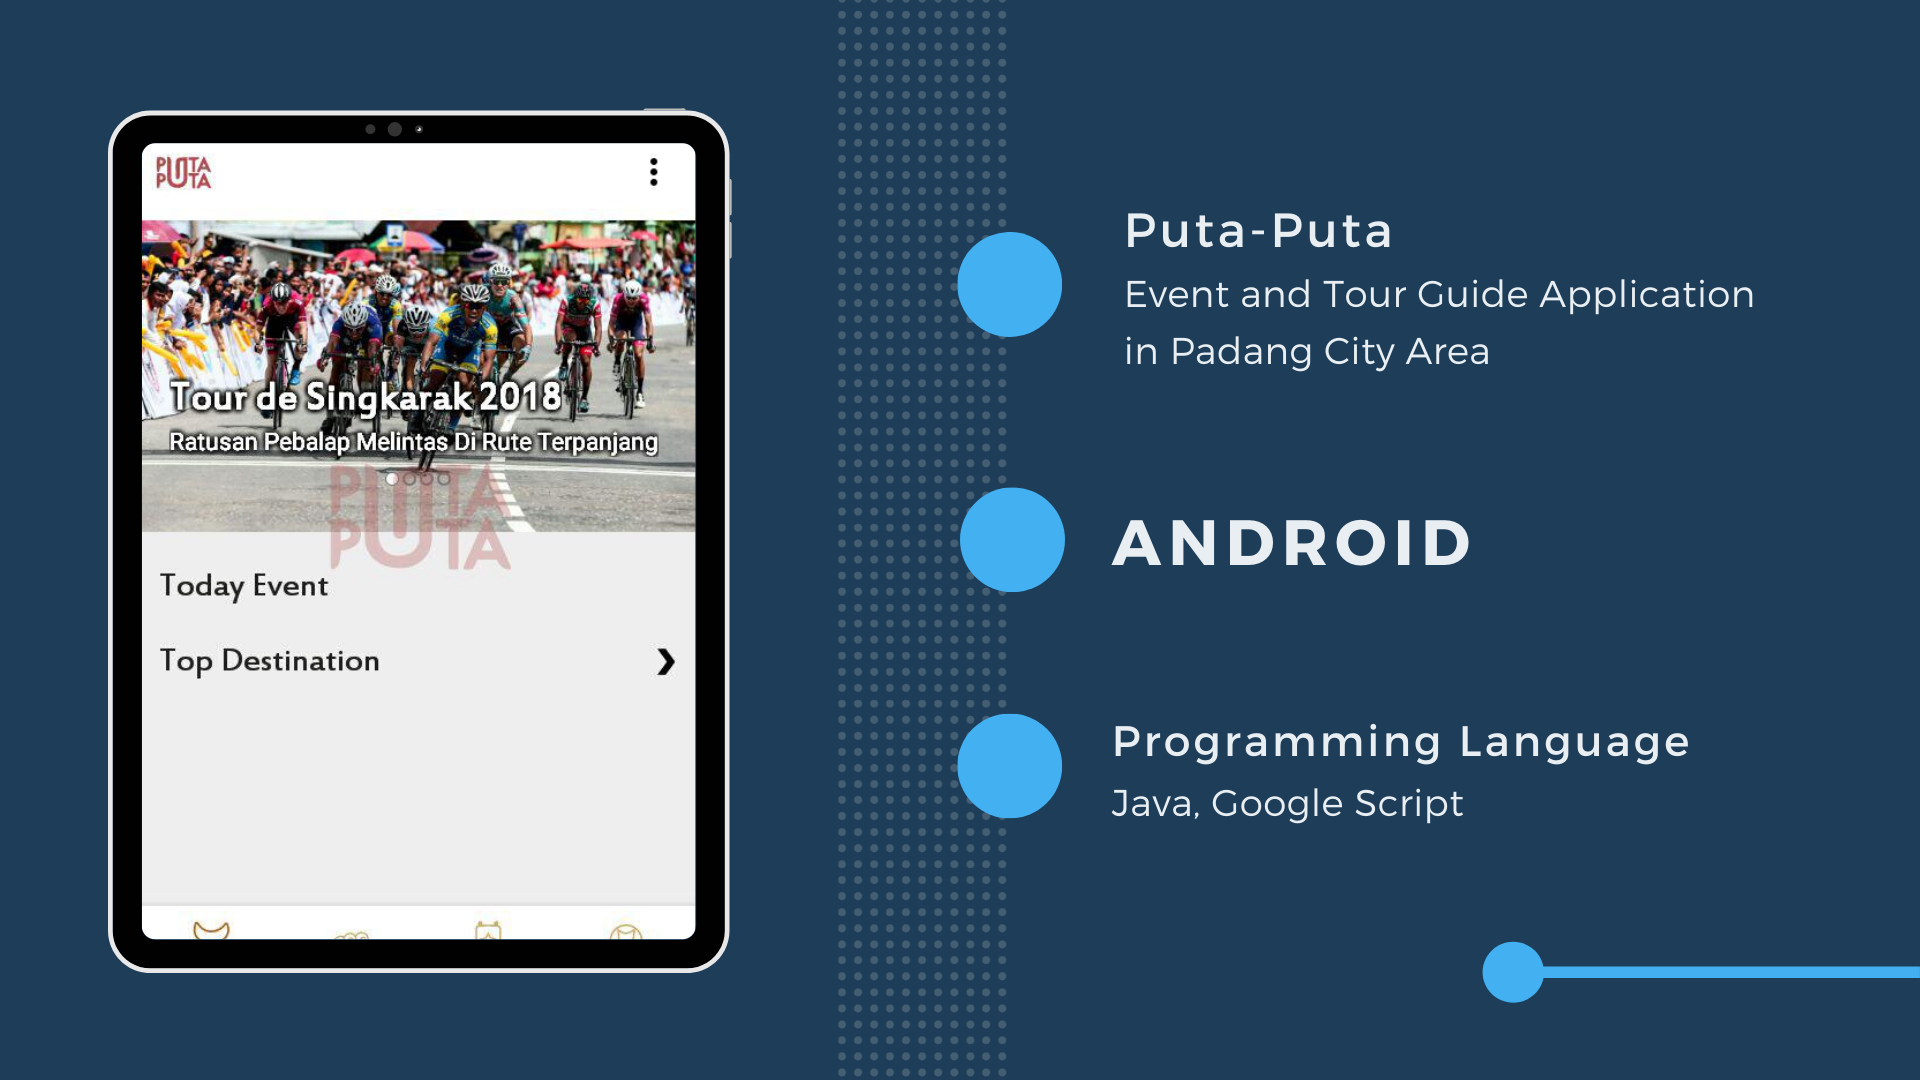 PUTA
PUTA
Tour de Singkarak 2018
Ratusan Pebalap Melintas Di Rute Terpanjang
PUTA
PUTA
Today Event
Top Destination
Puta-Puta
Event and Tour Guide Application
in Padang City Area
ANDROID
Programming Language
Java, Google Script